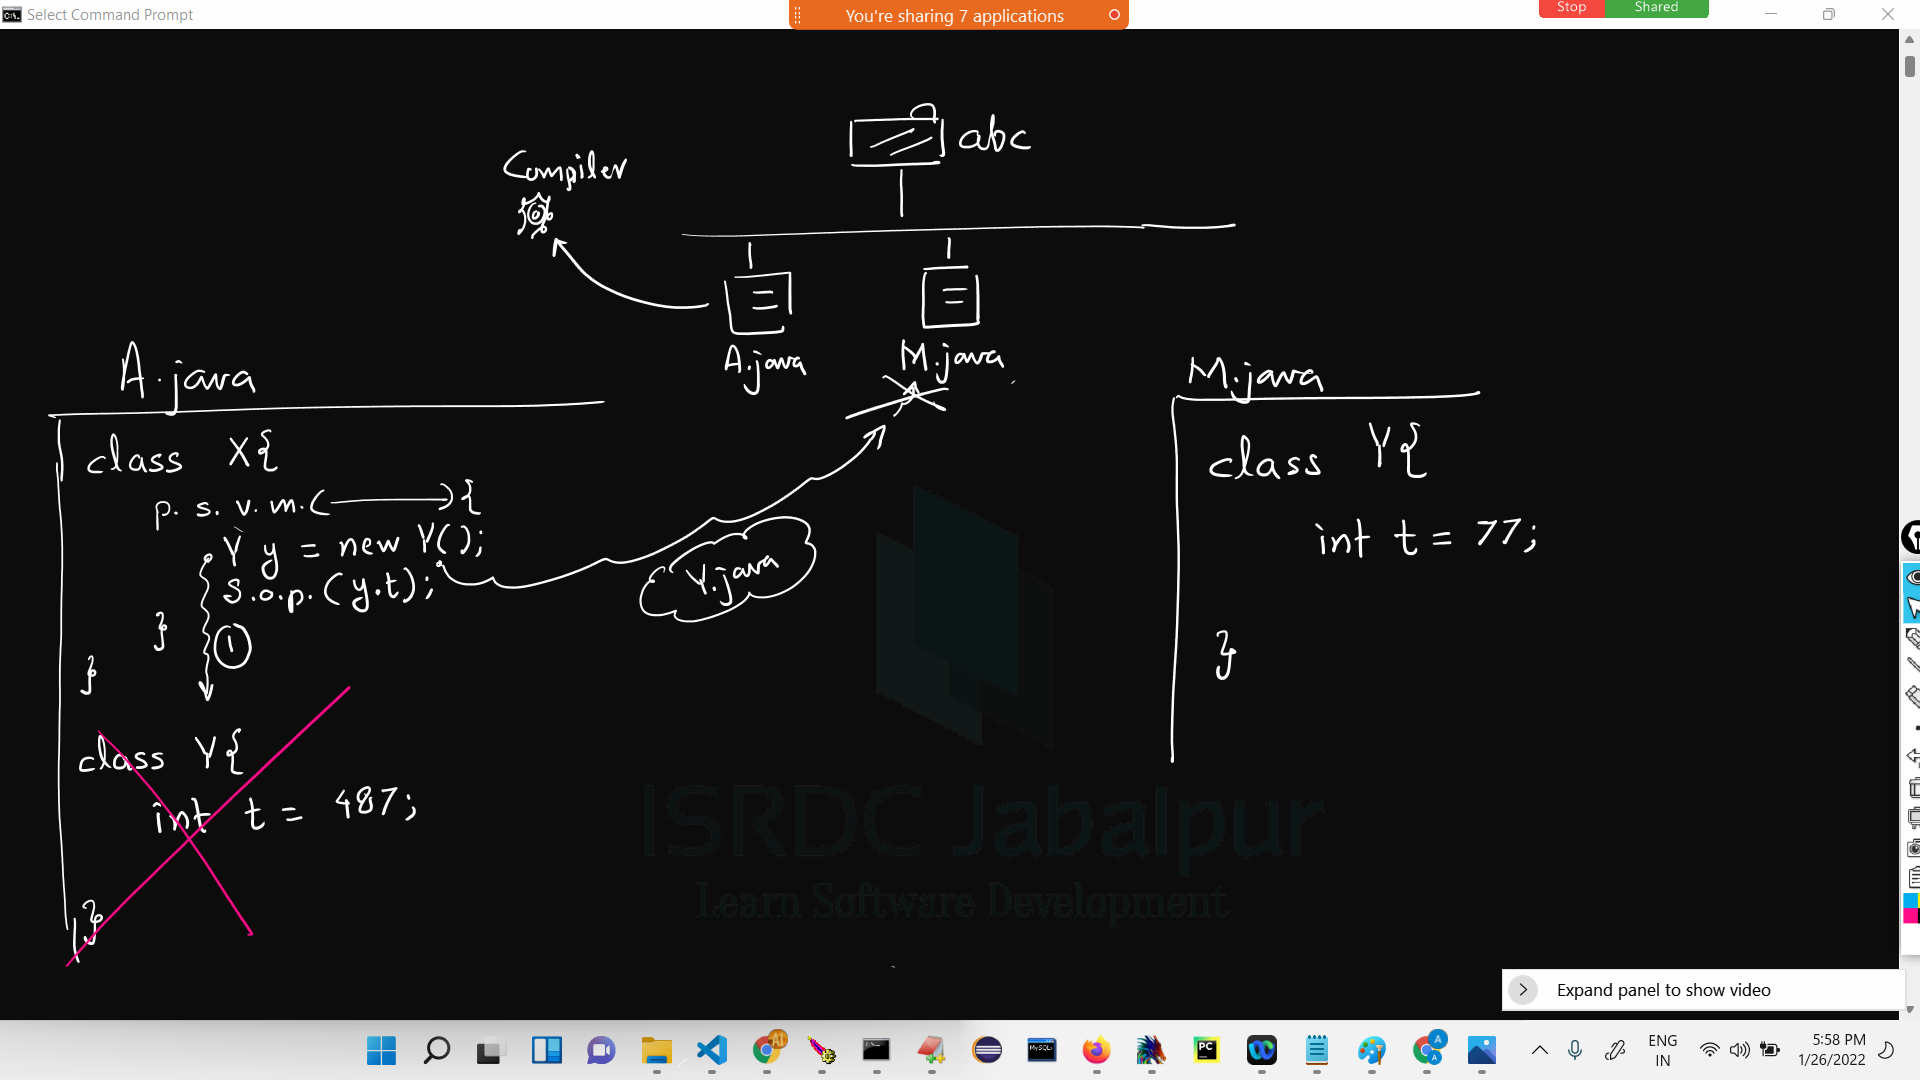 Select Command Prompt
You're sharing 7 applications
Stop Shared
abc
Compiler
A.java M.java
A.java
class X{
p. s. v. m. ( ){
Y y = new Y();
S.o.p.(y.t);
}
1
}
class Y{
int t = 487;
}
Y.java
M.java
class Y{
int t = 77;
}
ISRDC Jabalpur
Learn Software Development
Expand panel to show video
ENG
IN
5:58 PM
1/26/2022